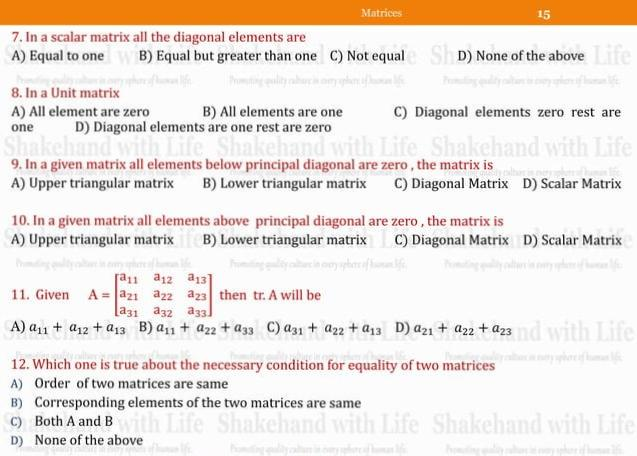 Matrices 15
7. In a scalar matrix all the diagonal elements are
A) Equal to one B) Equal but greater than one C) Not equal D) None of the above
8. In a Unit matrix
A) All element are zero B) All elements are one C) Diagonal elements zero rest are
one D) Diagonal elements are one rest are zero
9. In a given matrix all elements below principal diagonal are zero , the matrix is
A) Upper triangular matrix B) Lower triangular matrix C) Diagonal Matrix D) Scalar Matrix
10. In a given matrix all elements above principal diagonal are zero , the matrix is
A) Upper triangular matrix B) Lower triangular matrix C) Diagonal Matrix D) Scalar Matrix
a₁₁ a₁₂ a₁₃
11. Given A = [a₂₁ a₂₂ a₂₃] then tr. A will be
a₃₁ a₃₂ a₃₃
A) a₁₁ + a₁₂ + a₁₃ B) a₁₁ + a₂₂ + a₃₃ C) a₃₁ + a₂₂ + a₁₃ D) a₂₁ + a₂₂ + a₂₃
12. Which one is true about the necessary condition for equality of two matrices
A) Order of two matrices are same
B) Corresponding elements of the two matrices are same
C) Both A and B
D) None of the above
Shakehand with Life
Promoting quality culture in every sphere of human life.